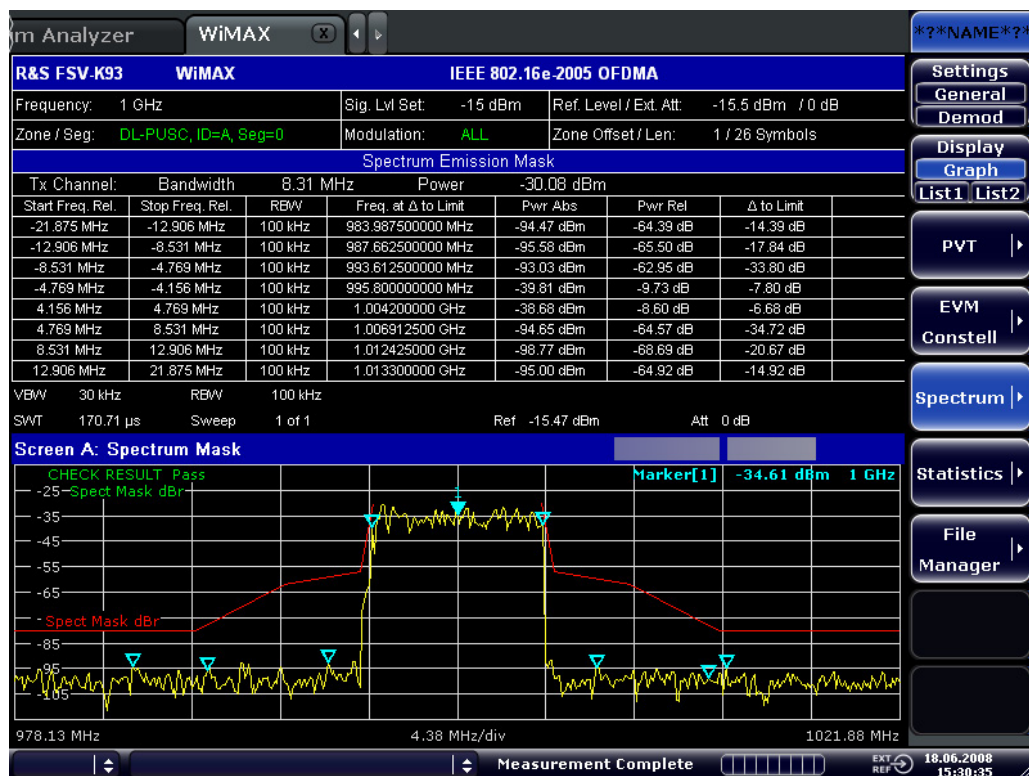 m Analyzer WiMAX X
*?*NAME*?*
R&S FSV-K93 WiMAX IEEE 802.16e-2005 OFDMA
Frequency: 1 GHz Sig. Lvl Set: -15 dBm Ref. Level / Ext. Att: -15.5 dBm / 0 dB
Zone / Seg: DL-PUSC, ID=A, Seg=0 Modulation: ALL Zone Offset / Len: 1 / 26 Symbols
Spectrum Emission Mask
Tx Channel: Bandwidth 8.31 MHz Power -30.08 dBm
Start Freq. Rel. Stop Freq. Rel. RBW Freq. at Δ to Limit Pwr Abs Pwr Rel Δ to Limit
-21.875 MHz -12.906 MHz 100 kHz 983.987500000 MHz -94.47 dBm -64.39 dB -14.39 dB
-12.906 MHz -8.531 MHz 100 kHz 987.662500000 MHz -95.58 dBm -65.50 dB -17.84 dB
-8.531 MHz -4.769 MHz 100 kHz 993.612500000 MHz -93.03 dBm -62.95 dB -33.80 dB
-4.769 MHz -4.156 MHz 100 kHz 995.800000000 MHz -39.81 dBm -9.73 dB -7.80 dB
4.156 MHz 4.769 MHz 100 kHz 1.004200000 GHz -38.68 dBm -8.60 dB -6.68 dB
4.769 MHz 8.531 MHz 100 kHz 1.006912500 GHz -94.65 dBm -64.57 dB -34.72 dB
8.531 MHz 12.906 MHz 100 kHz 1.012425000 GHz -98.77 dBm -68.69 dB -20.67 dB
12.906 MHz 21.875 MHz 100 kHz 1.013300000 GHz -95.00 dBm -64.92 dB -14.92 dB
VBW 30 kHz RBW 100 kHz
SWT 170.71 µs Sweep 1 of 1 Ref -15.47 dBm Att 0 dB
Screen A: Spectrum Mask
CHECK RESULT Pass
Marker[1] -34.61 dBm 1 GHz
-25 Spect Mask dBr
-35
-45
-55
-65
Spect Mask dBr
-85
-95
-105
978.13 MHz 4.38 MHz/div 1021.88 MHz
Settings
General
Demod
Display
Graph
List1 List2
PVT
EVM
Constell
Spectrum
Statistics
File
Manager
Measurement Complete
EXT
REF
18.06.2008
15:30:35